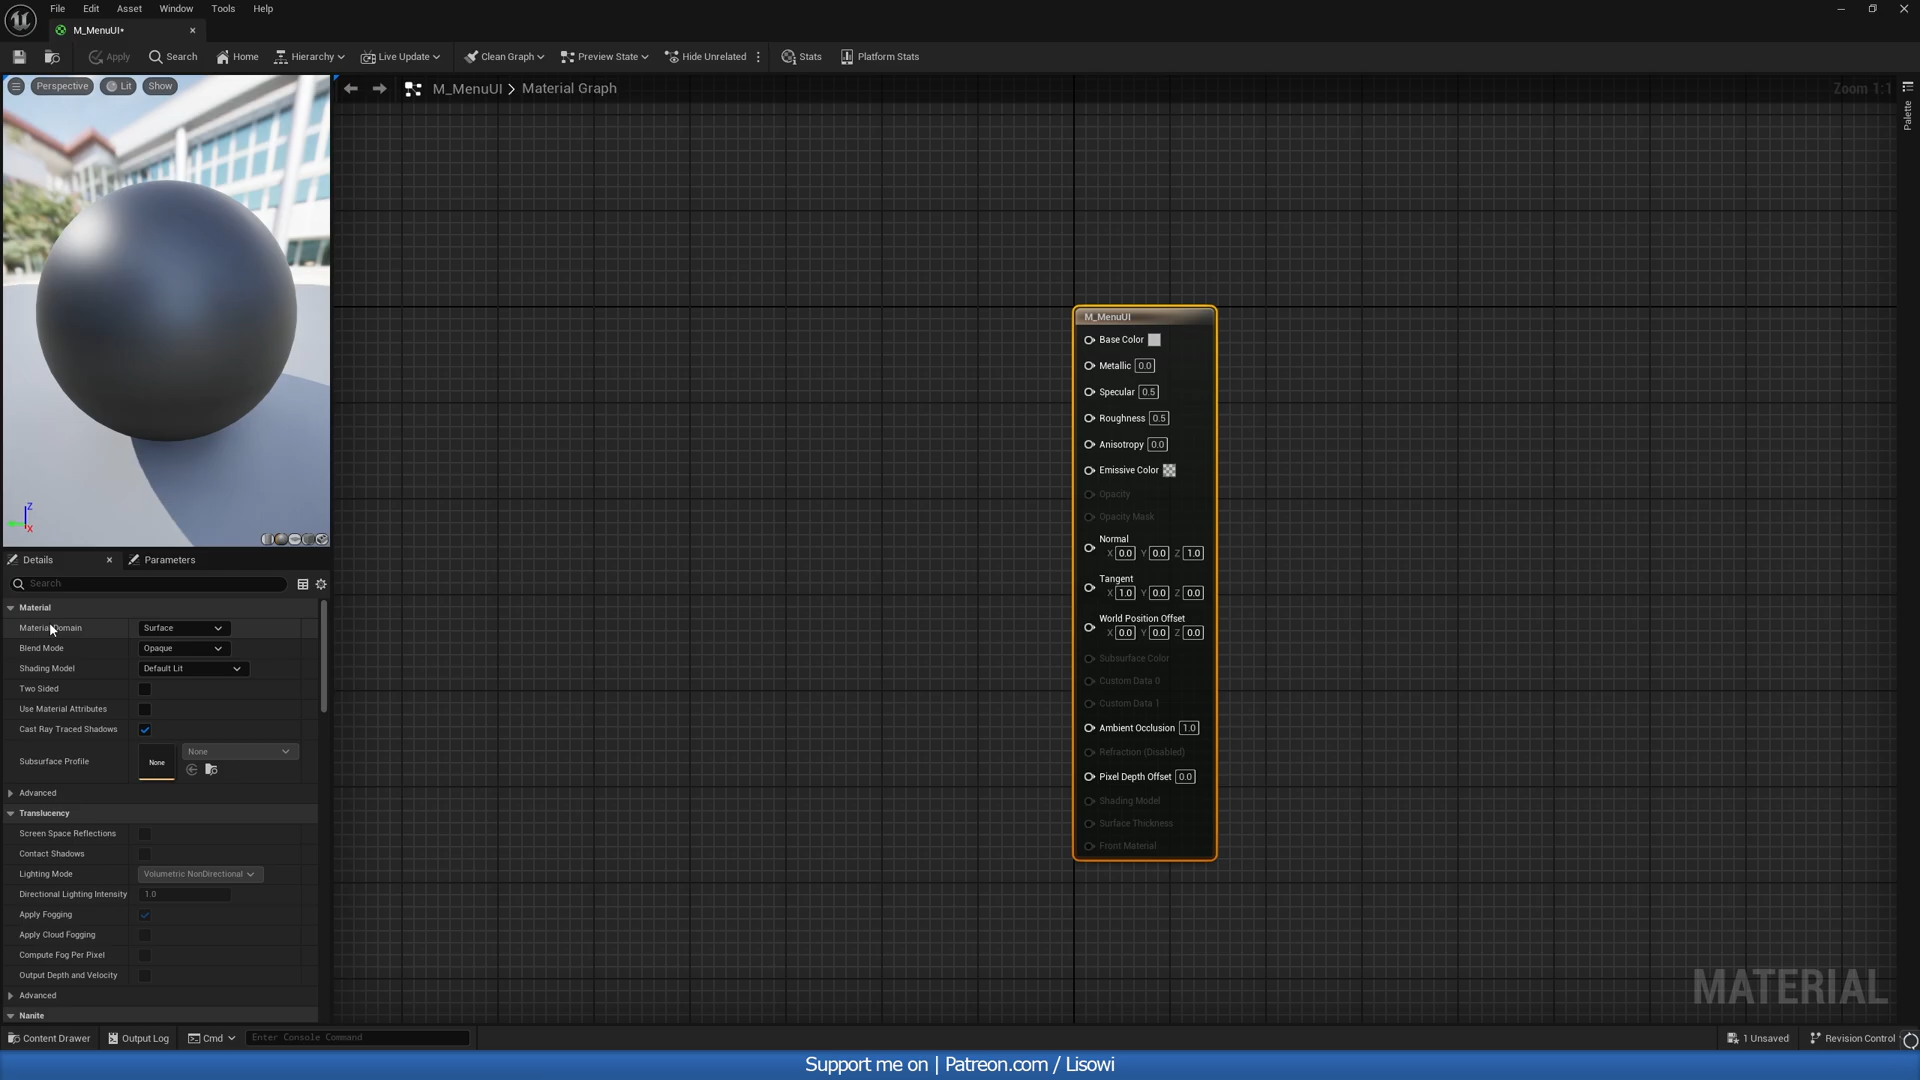 File Edit Asset Window Tools Help
M_MenuUI*
Apply Search Home Hierarchy Live Update Clean Graph Preview State Hide Unrelated Stats Platform Stats
Perspective Lit Show
M_MenuUI > Material Graph
Zoom 1:1
Palette
M_MenuUI
Base Color
Metallic 0.0
Specular 0.5
Roughness 0.5
Anisotropy 0.0
Emissive Color
Opacity
Opacity Mask
Normal
X 0.0 Y 0.0 Z 1.0
Tangent
X 1.0 Y 0.0 Z 0.0
World Position Offset
X 0.0 Y 0.0 Z 0.0
Subsurface Color
Custom Data 0
Custom Data 1
Ambient Occlusion 1.0
Refraction (Disabled)
Pixel Depth Offset 0.0
Shading Model
Surface Thickness
Front Material
Z
X
Details Parameters
Search
Material
Material Domain Surface
Blend Mode Opaque
Shading Model Default Lit
Two Sided
Use Material Attributes
Cast Ray Traced Shadows
Subsurface Profile None None
Advanced
Translucency
Screen Space Reflections
Contact Shadows
Lighting Mode Volumetric NonDirectional
Directional Lighting Intensity 1.0
Apply Fogging
Apply Cloud Fogging
Compute Fog Per Pixel
Output Depth and Velocity
Advanced
Nanite
MATERIAL
Content Drawer Output Log Cmd Enter Console Command 1 Unsaved Revision Control
Support me on | Patreon.com / Lisowi